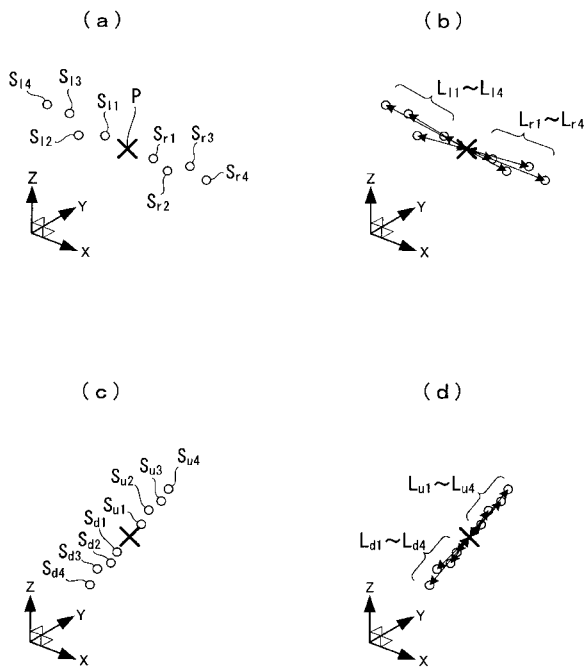 (a)
S_l4
S_l3
S_l2
S_l1
P
S_r1
S_r3
S_r2
S_r4
Z
Y
X
(b)
L_l1～L_l4
L_r1～L_r4
Z
Y
X
(c)
S_u4
S_u3
S_u2
S_u1
S_d1
S_d2
S_d3
S_d4
Z
Y
X
(d)
L_u1～L_u4
L_d1～L_d4
Z
Y
X